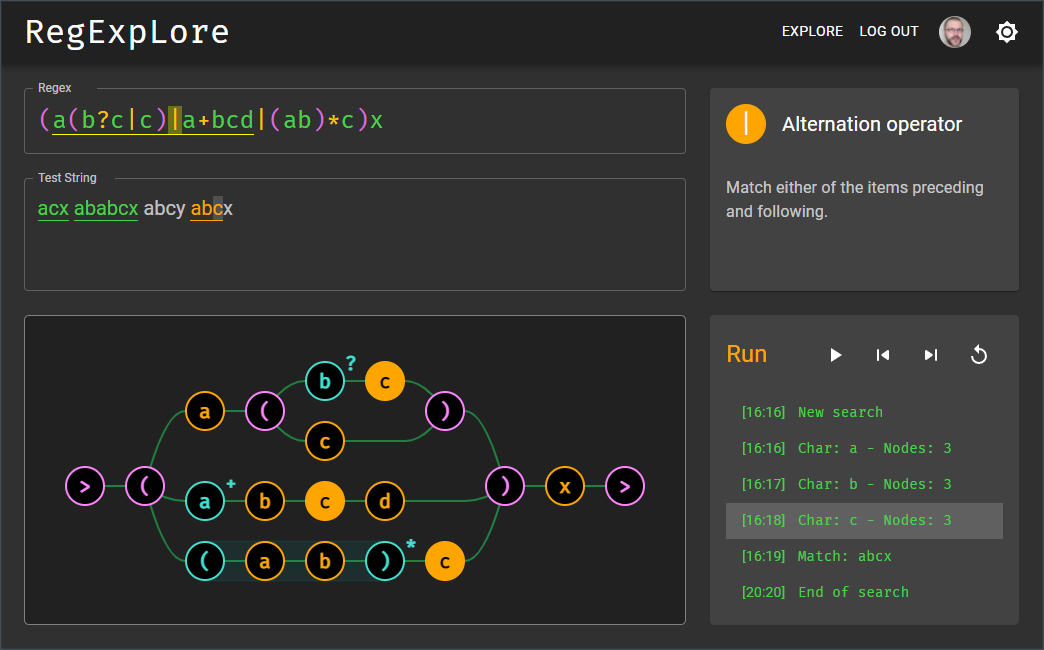 RegExpLore
EXPLORE LOG OUT
Regex
(a(b?c|c)|a+bcd|(ab)*c)x
Test String
acx ababcx abcy abcx
| Alternation operator
Match either of the items preceding
and following.
b ? c
a ( )
c
> ( ) x >
a + b c d
( a b ) * c
Run
[16:16] New search
[16:16] Char: a - Nodes: 3
[16:17] Char: b - Nodes: 3
[16:18] Char: c - Nodes: 3
[16:19] Match: abcx
[20:20] End of search